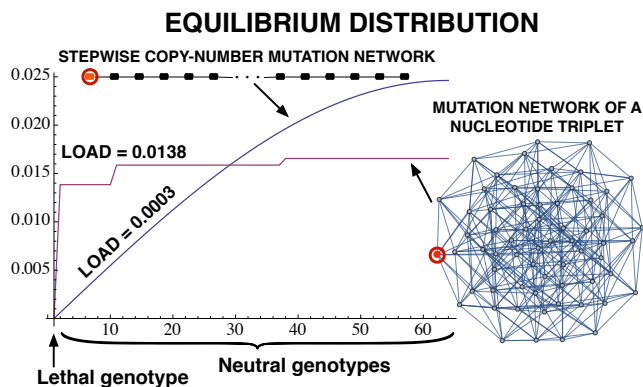 EQUILIBRIUM DISTRIBUTION
STEPWISE COPY-NUMBER MUTATION NETWORK
MUTATION NETWORK OF A
NUCLEOTIDE TRIPLET
0.025
0.020
0.015
0.010
0.005
LOAD = 0.0138
LOAD = 0.0003
10 20 30 40 50 60
Lethal genotype
Neutral genotypes